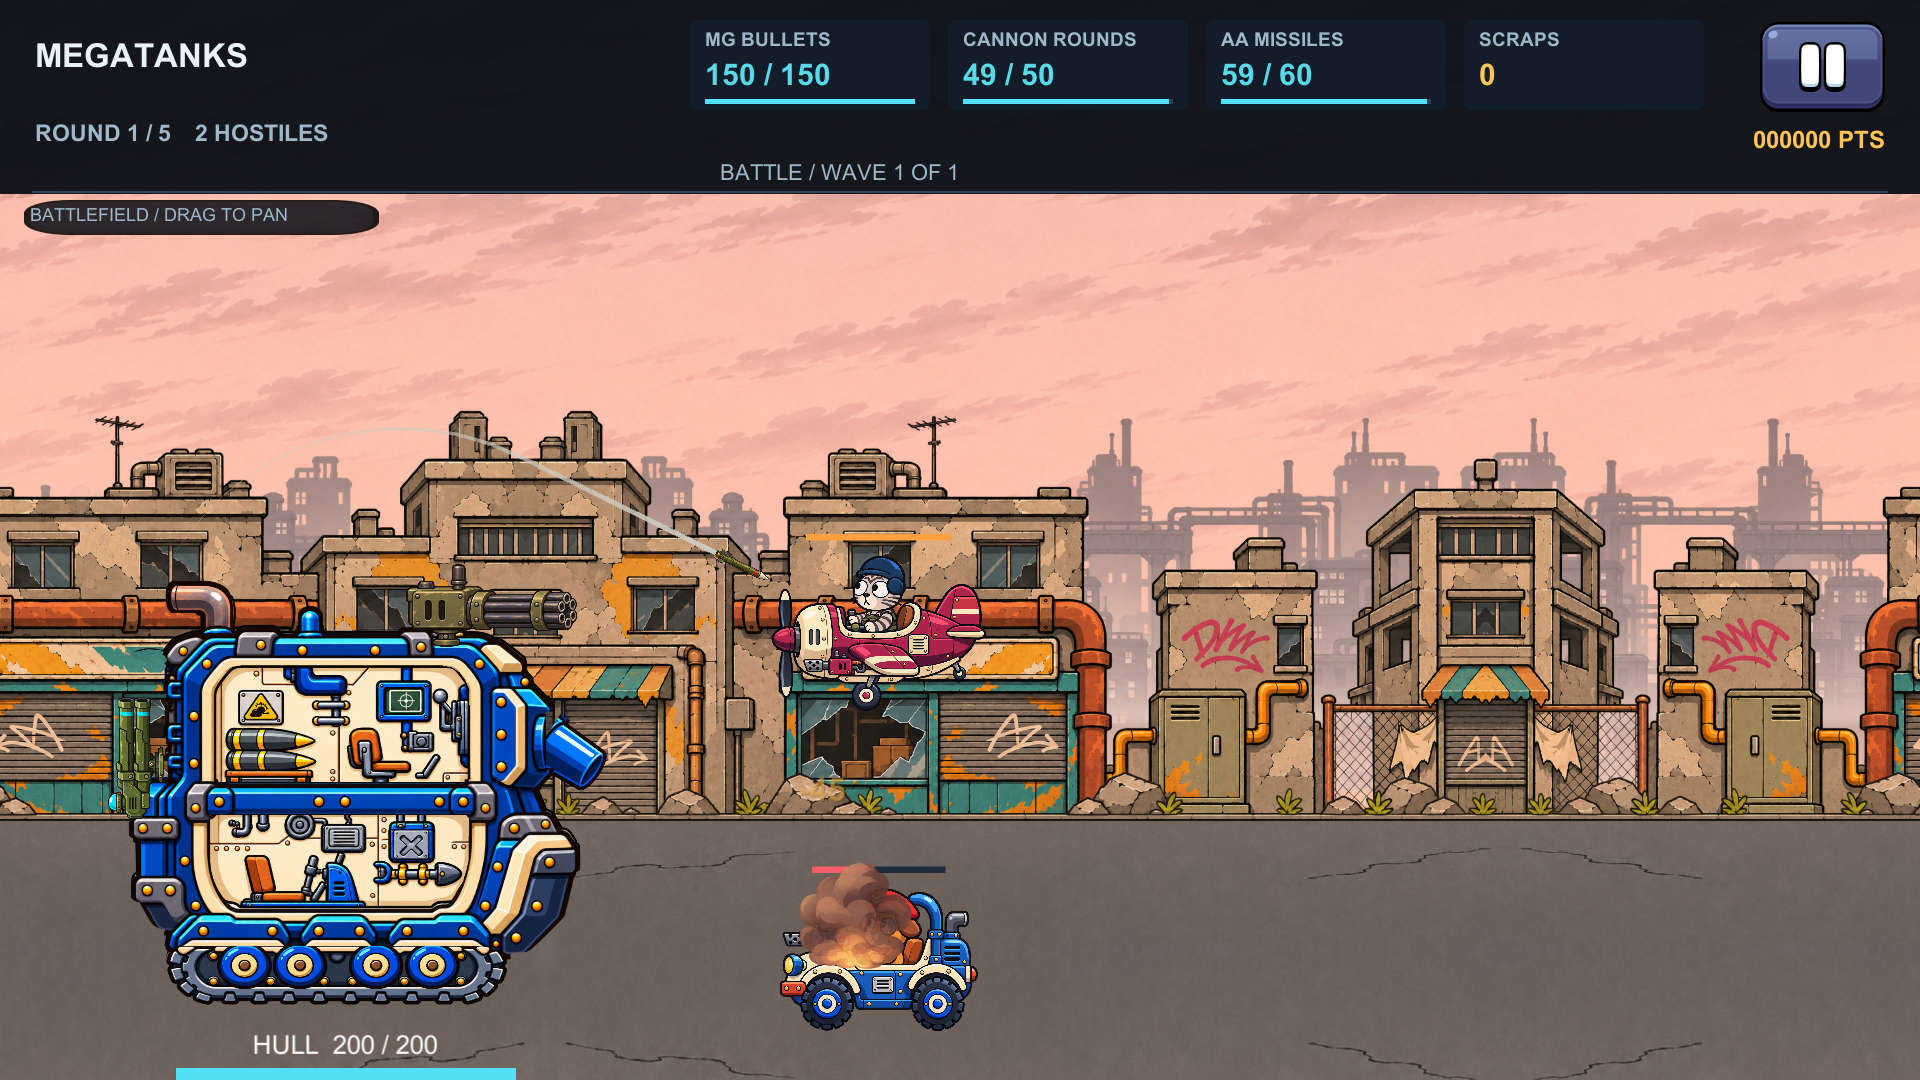 MEGATANKS
ROUND 1 / 5 2 HOSTILES
MG BULLETS
150 / 150
CANNON ROUNDS
49 / 50
AA MISSILES
59 / 60
SCRAPS
0
000000 PTS
BATTLE / WAVE 1 OF 1
BATTLEFIELD / DRAG TO PAN
HULL 200 / 200